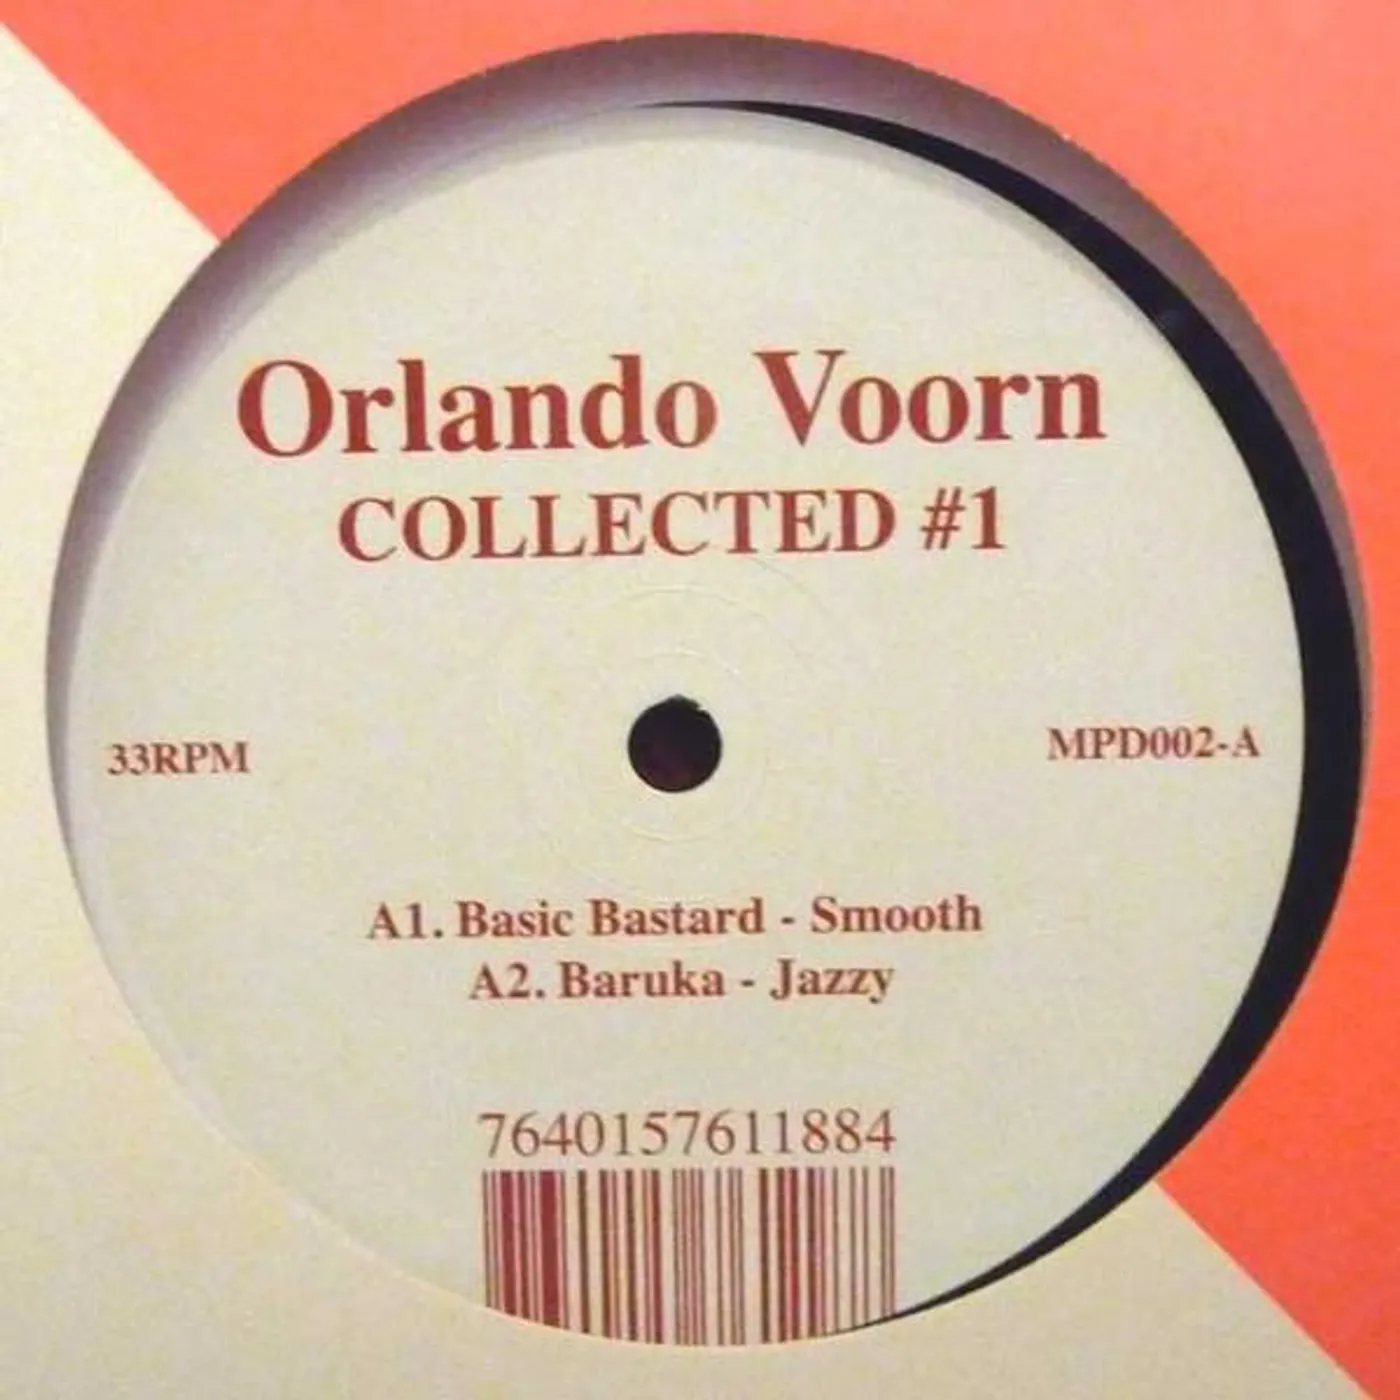 Orlando Voorn
COLLECTED #1
33RPM
MPD002-A
A1. Basic Bastard - Smooth
A2. Baruka - Jazzy
7640157611884